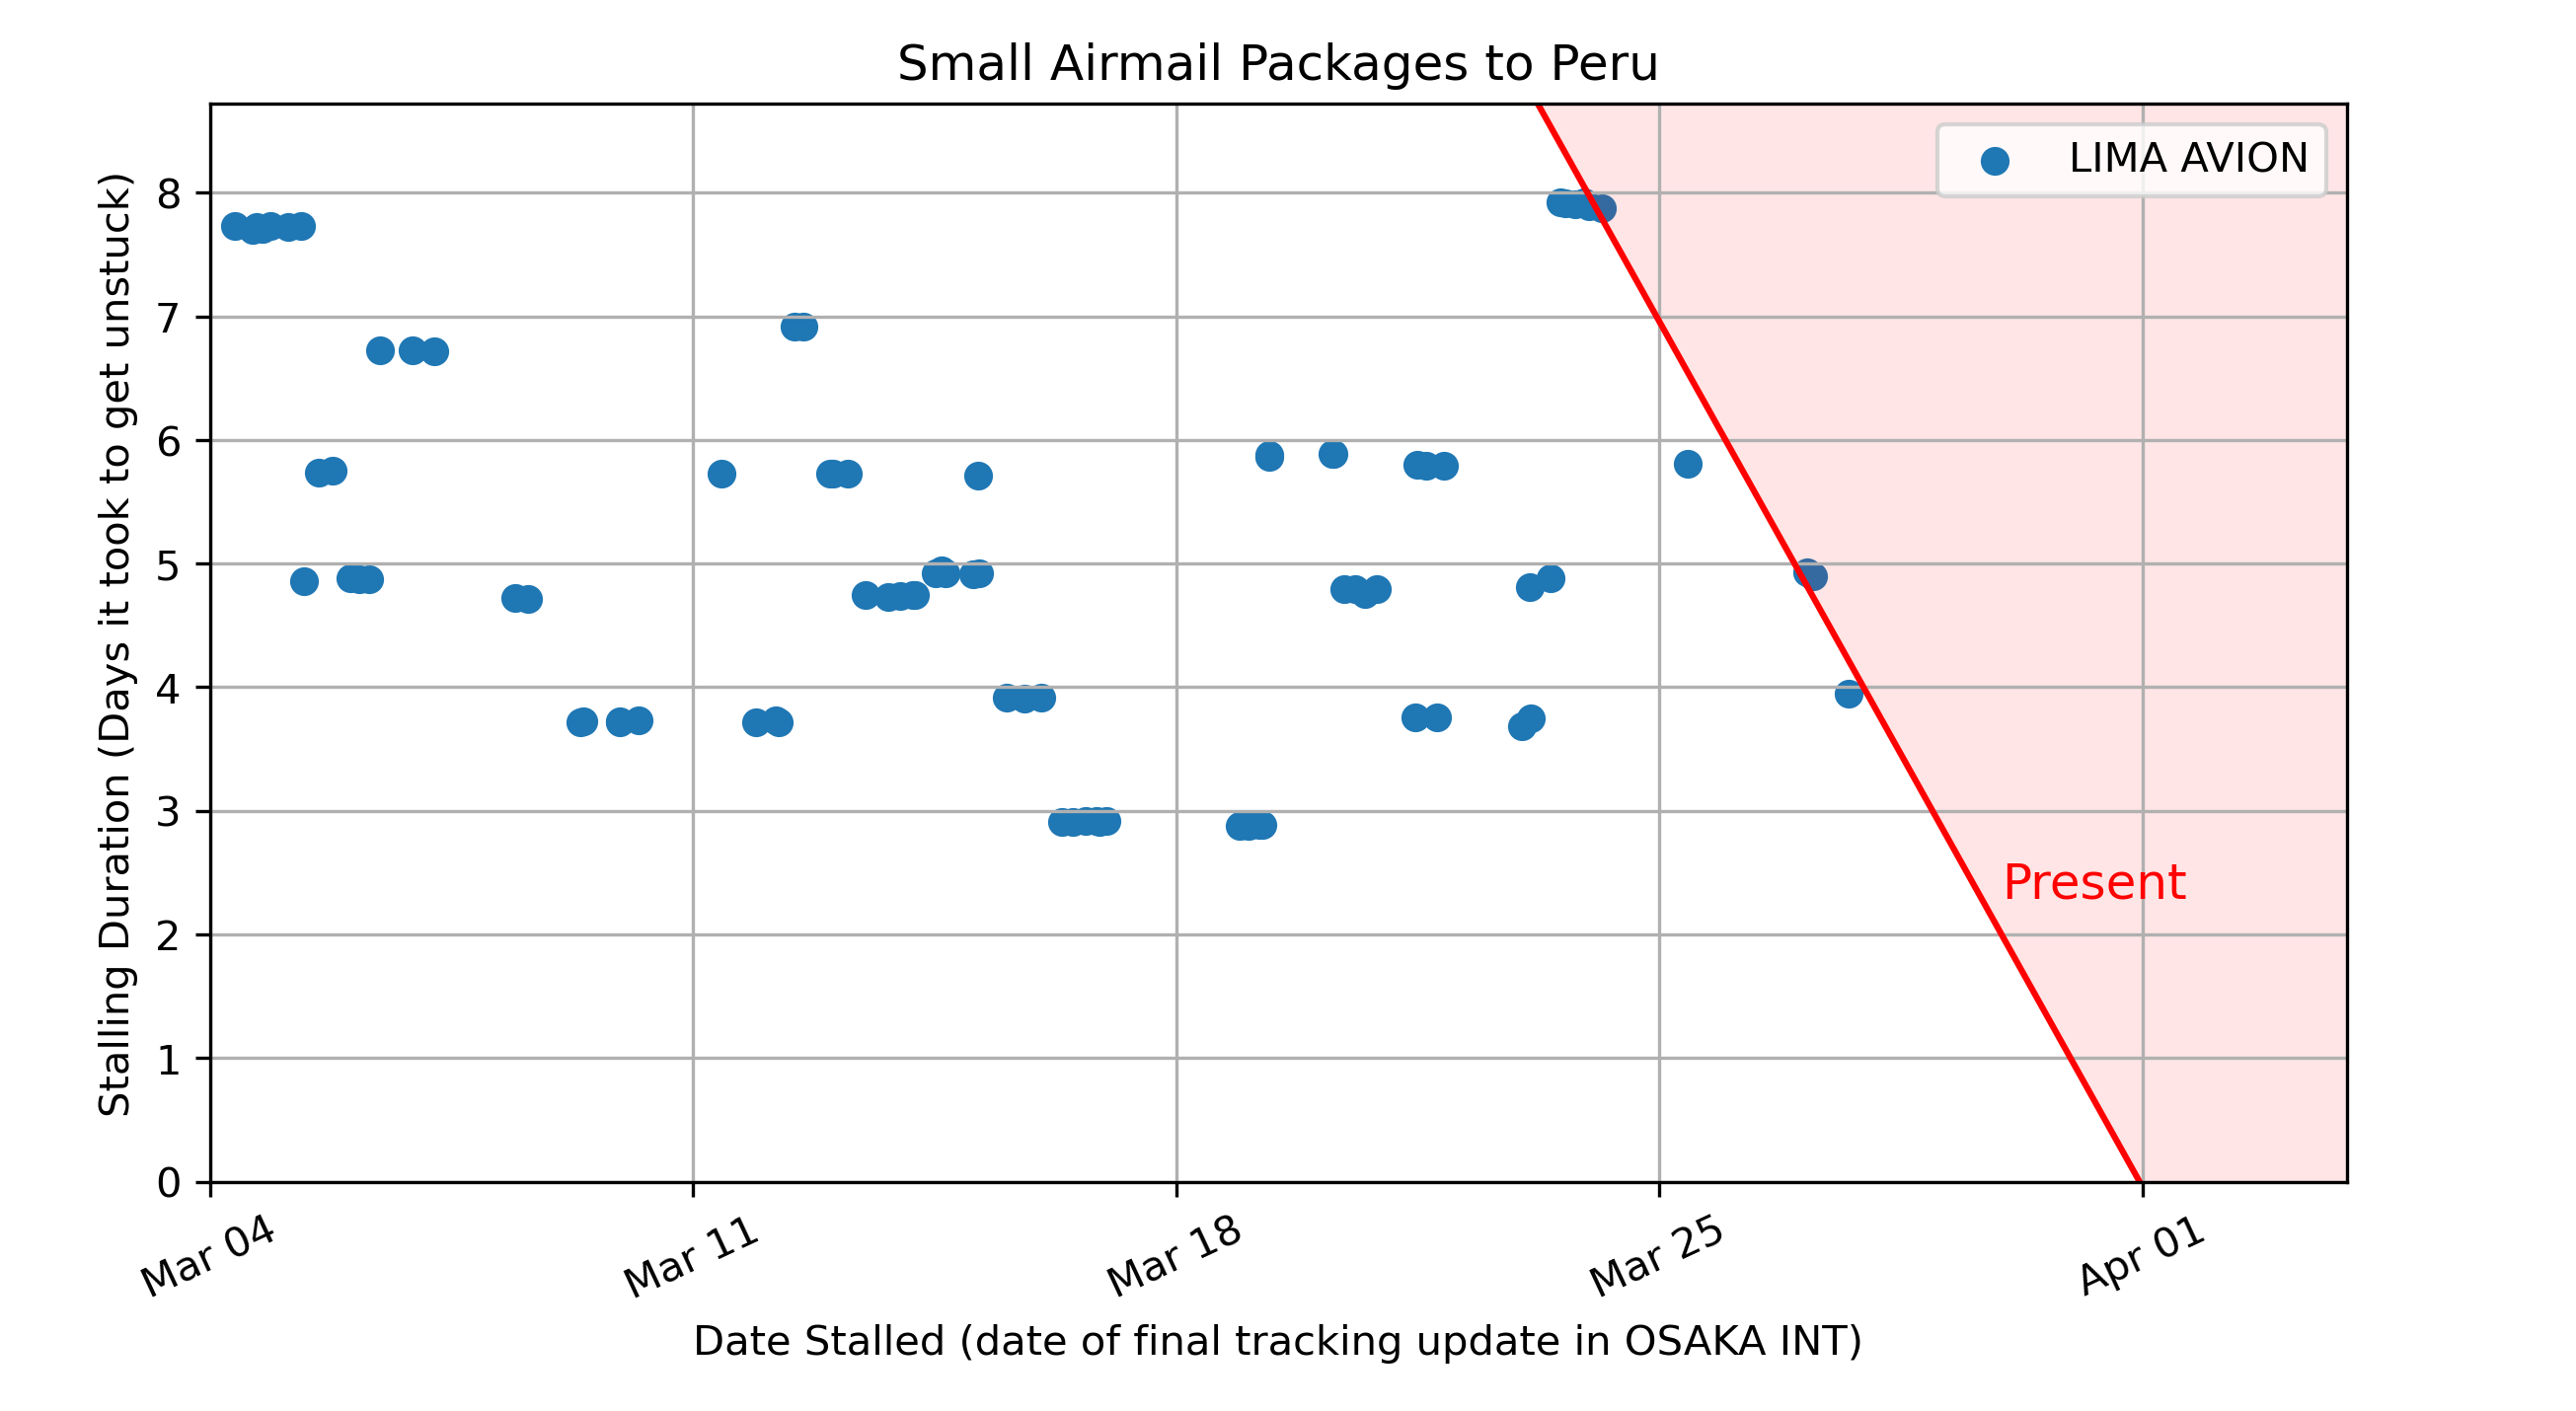 Small Airmail Packages to Peru
LIMA AVION
Stalling Duration (Days it took to get unstuck)
8
7
6
5
4
3
2
1
0
Present
Mar 04
Mar 11
Mar 18
Mar 25
Apr 01
Date Stalled (date of final tracking update in OSAKA INT)